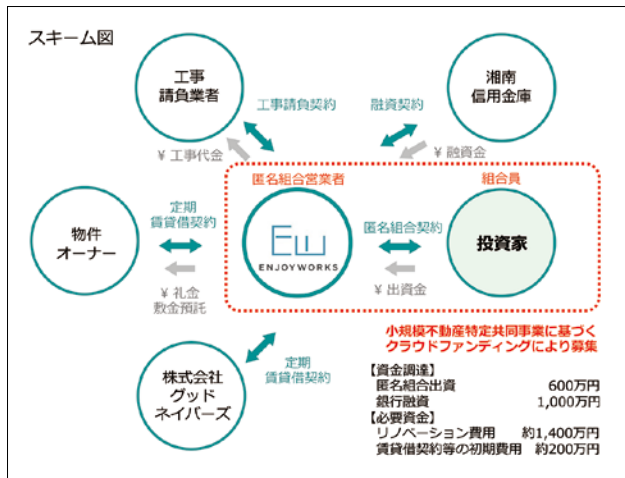 スキーム図
工事
請負業者
湘南
信用金庫
工事請負契約
融資契約
¥ 工事代金
¥ 融資金
匿名組合営業者
組合員
定期
賃貸借契約
物件
オーナー
EW
ENJOYWORKS
匿名組合契約
投資家
¥ 礼金
敷金預託
¥ 出資金
小規模不動産特定共同事業に基づく
クラウドファンディングにより募集
定期
賃貸借契約
株式会社
グッド
ネイバーズ
【資金調達】
匿名組合出資 600万円
銀行融資 1,000万円
【必要資金】
リノベーション費用 約1,400万円
賃貸借契約等の初期費用 約200万円